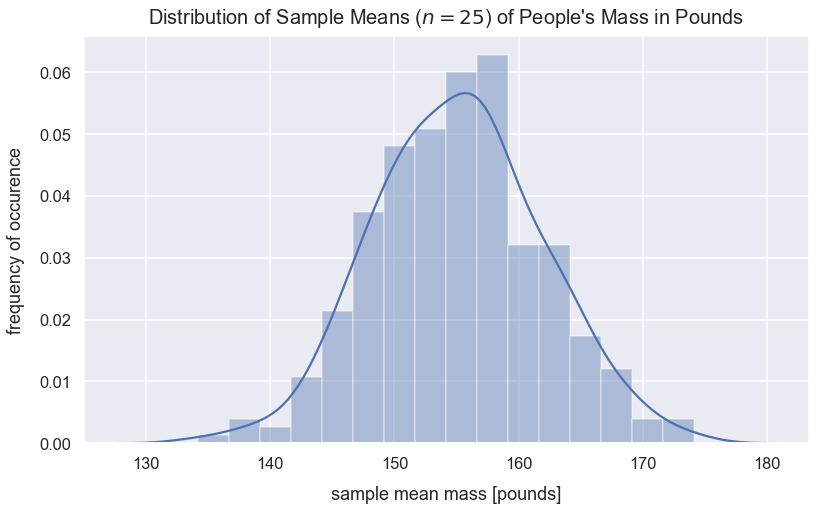 Distribution of Sample Means (n = 25) of People's Mass in Pounds
frequency of occurence
0.06
0.05
0.04
0.03
0.02
0.01
0.00
130 140 150 160 170 180
sample mean mass [pounds]